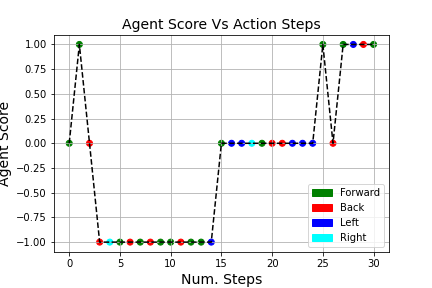 Agent Score Vs Action Steps
Agent Score
1.00
0.75
0.50
0.25
0.00
−0.25
−0.50
−0.75
−1.00
Forward
Back
Left
Right
0 5 10 15 20 25 30
Num. Steps